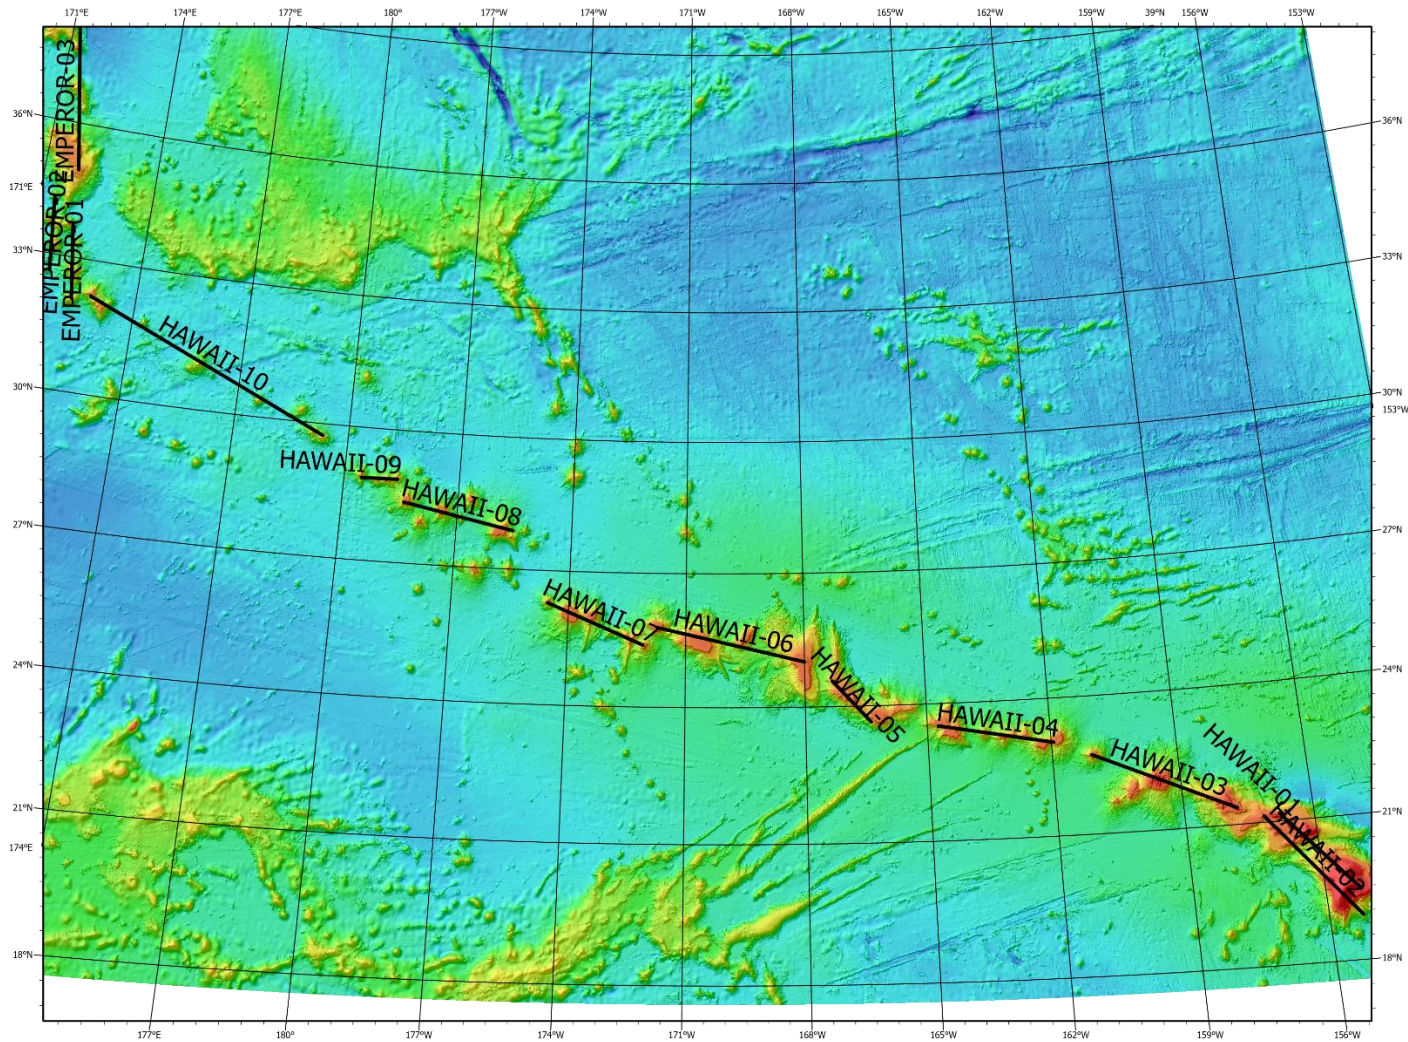 171°E 174°E 177°E 180° 177°W 174°W 171°W 168°W 165°W 162°W 159°W 39°N 156°W 153°W
EMPEROR-03
36°N
36°N
171°E
EMPEROR-02
EMPEROR-01
33°N
33°N
HAWAII-10
30°N
30°N
153°W
HAWAII-09
HAWAII-08
27°N
27°N
HAWAII-07
HAWAII-06
HAWAII-05
24°N
24°N
HAWAII-04
HAWAII-03
HAWAII-01
HAWAII-02
21°N
21°N
174°E
18°N
18°N
177°E 180° 177°W 174°W 171°W 168°W 165°W 162°W 159°W 156°W